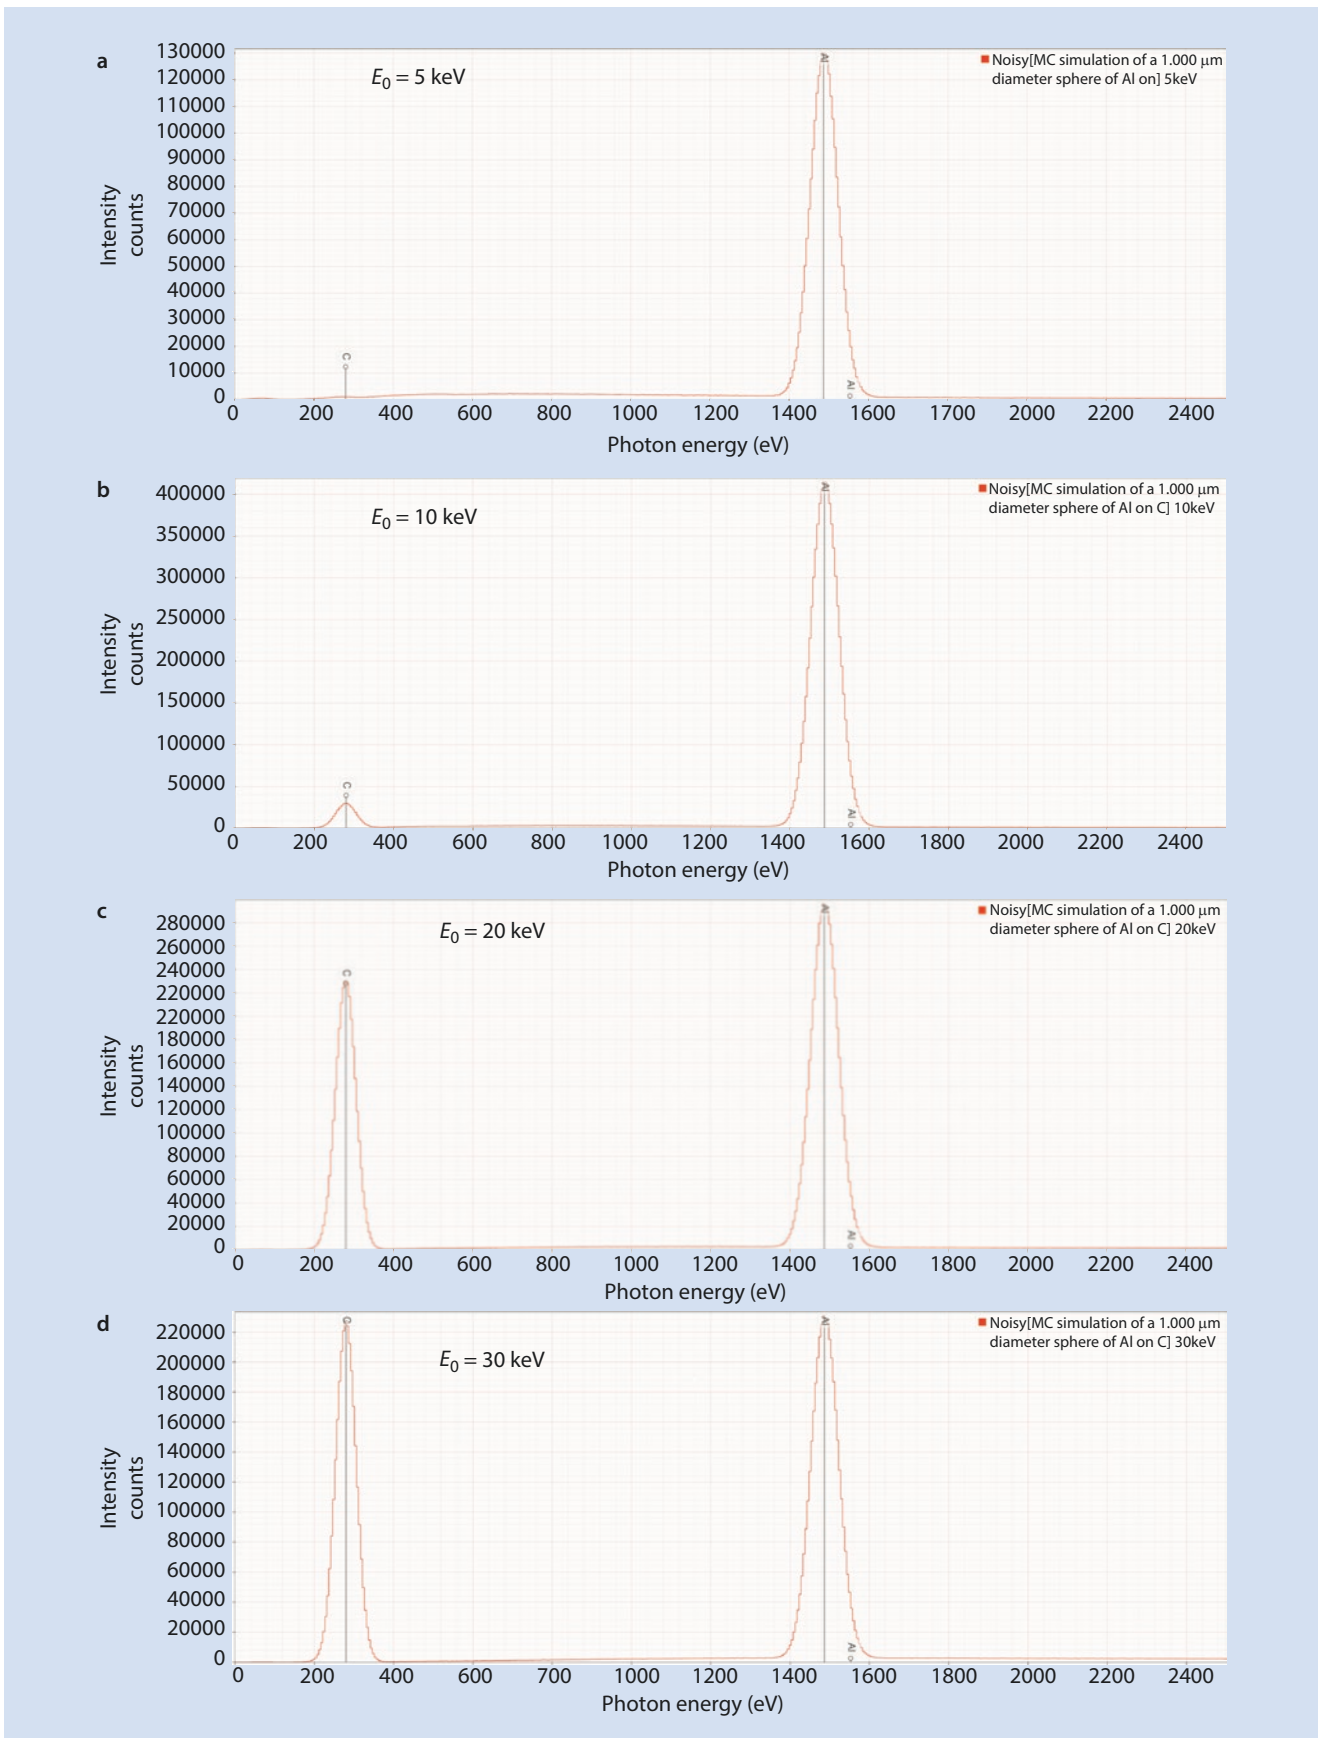 a
E0 = 5 keV
Noisy[MC simulation of a 1.000 μm
diameter sphere of Al on] 5keV
Intensity
counts
130000
120000
110000
100000
90000
80000
70000
60000
50000
40000
30000
20000
10000
0
C
Al
Al
0 200 400 600 800 1000 1200 1400 1600 1700 2000 2200 2400
Photon energy (eV)
b
E0 = 10 keV
Noisy[MC simulation of a 1.000 μm
diameter sphere of Al on C] 10keV
Intensity
counts
400000
350000
300000
250000
200000
150000
100000
50000
0
C
Al
Al
0 200 400 600 800 1000 1200 1400 1600 1800 2000 2200 2400
Photon energy (eV)
c
E0 = 20 keV
Noisy[MC simulation of a 1.000 μm
diameter sphere of Al on C] 20keV
Intensity
counts
280000
260000
240000
220000
220000
180000
160000
140000
120000
100000
80000
60000
40000
20000
0
C
Al
Al
0 200 400 600 800 1000 1200 1400 1600 1800 2000 2200 2400
Photon energy (eV)
d
E0 = 30 keV
Noisy[MC simulation of a 1.000 μm
diameter sphere of Al on C] 30keV
Intensity
counts
220000
200000
180000
160000
140000
120000
100000
80000
60000
40000
20000
0
C
Al
Al
0 200 400 600 700 1000 1200 1400 1600 1800 2000 2200 2400
Photon energy (eV)